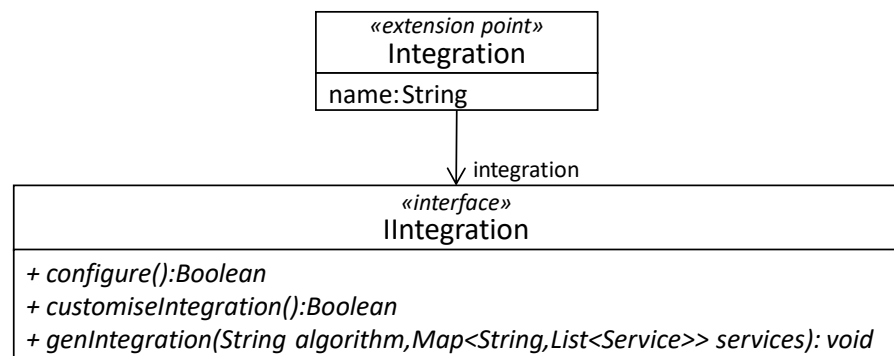 «extension point»
Integration
name:String
integration
«interface»
IIntegration
+ configure():Boolean
+ customiseIntegration():Boolean
+ genIntegration(String algorithm,Map<String,List<Service>> services): void